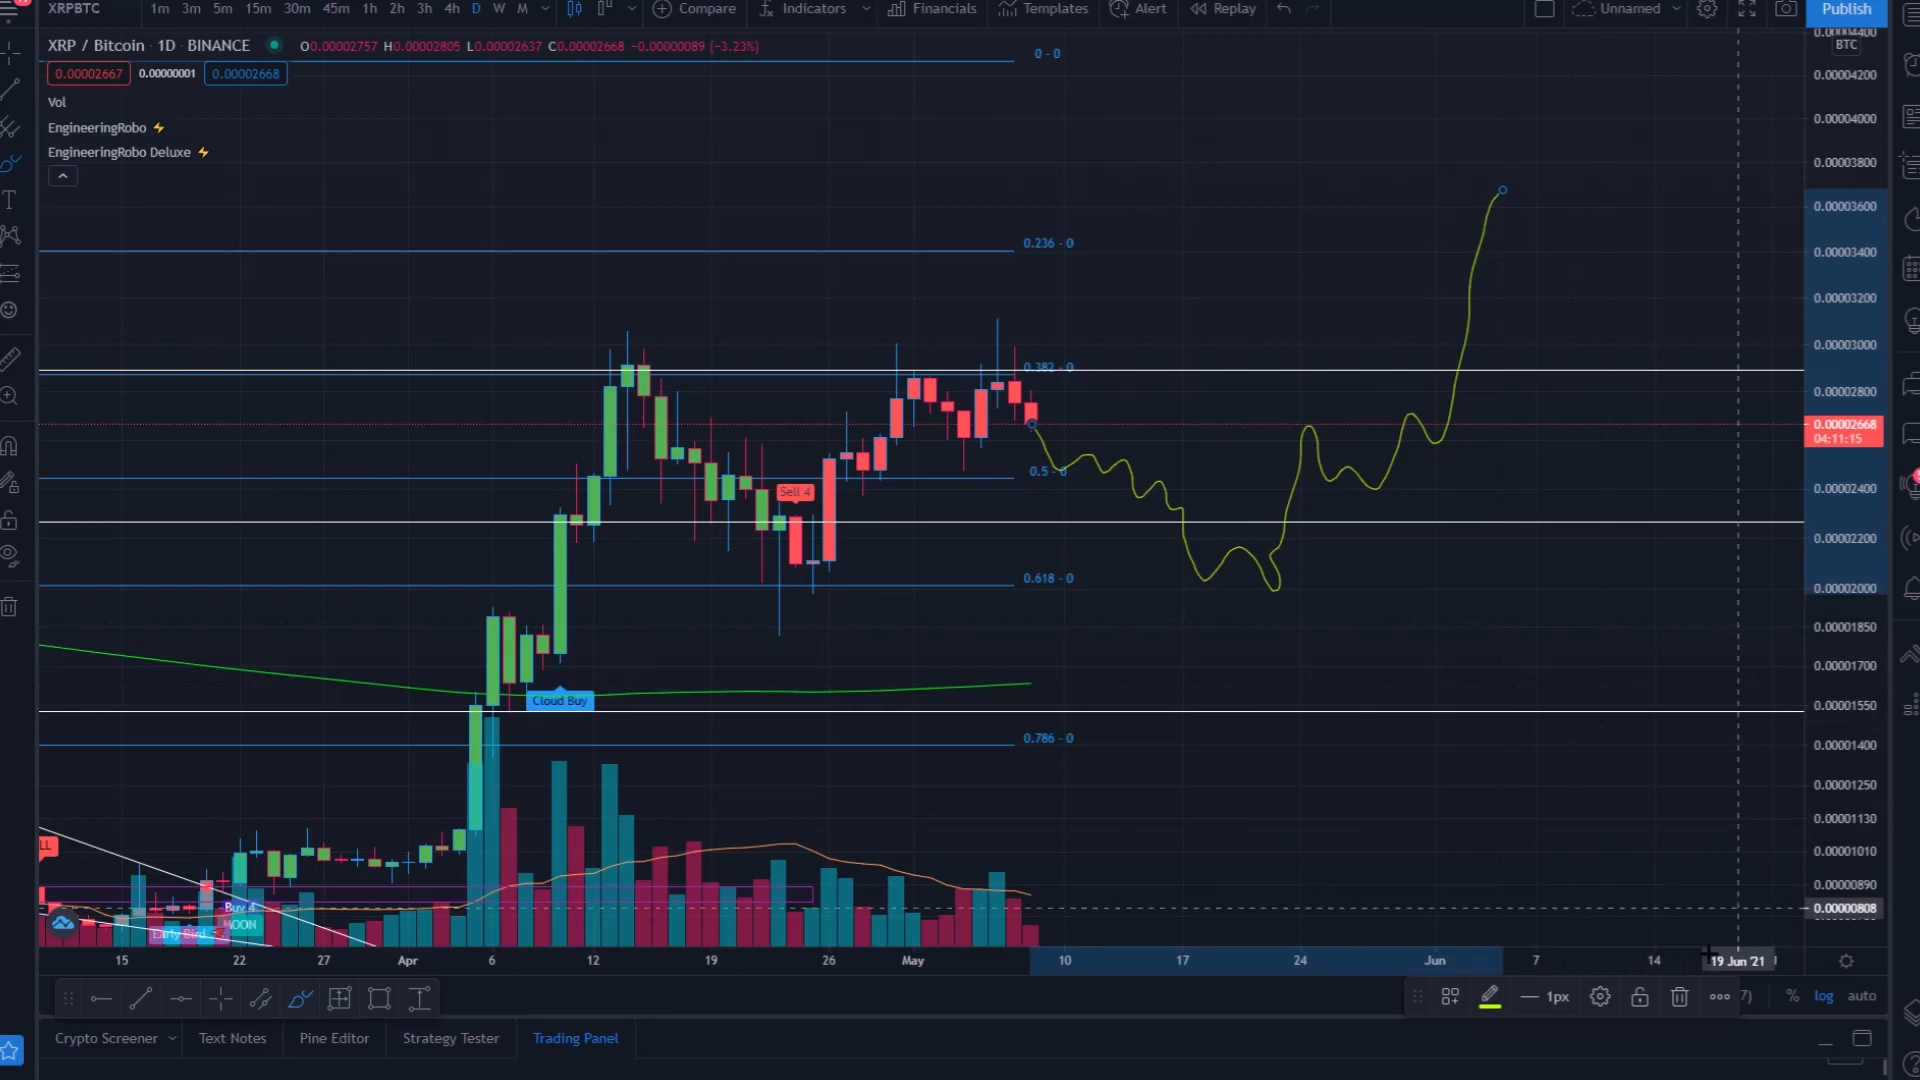 XRPBTC 1m 3m 5m 15m 30m 45m 1h 2h 3h 4h D W M Compare Indicators Financials Templates Alert Replay Unnamed Publish
XRP / Bitcoin · 1D · BINANCE O0.00002757 H0.00002805 L0.00002637 C0.00002668 -0.00000089 (-3.23%)
0.00002667 0.00000001 0.00002668
Vol
EngineeringRobo
EngineeringRobo Deluxe
0 - 0
0.236 - 0
0.382 - 0
0.5 - 0
0.618 - 0
0.786 - 0
Sell 4
Cloud Buy
LL
Buy 4
MOON
Early Bird
0.00004400
BTC
0.00004200
0.00004000
0.00003800
0.00003600
0.00003400
0.00003200
0.00003000
0.00002800
0.00002668
04:11:15
0.00002400
0.00002200
0.00002000
0.00001850
0.00001700
0.00001550
0.00001400
0.00001250
0.00001130
0.00001010
0.00000890
0.00000808
15 22 27 Apr 6 12 19 26 May 10 17 24 Jun 7 14 19 Jun '21
1px 7) % log auto
Crypto Screener Text Notes Pine Editor Strategy Tester Trading Panel